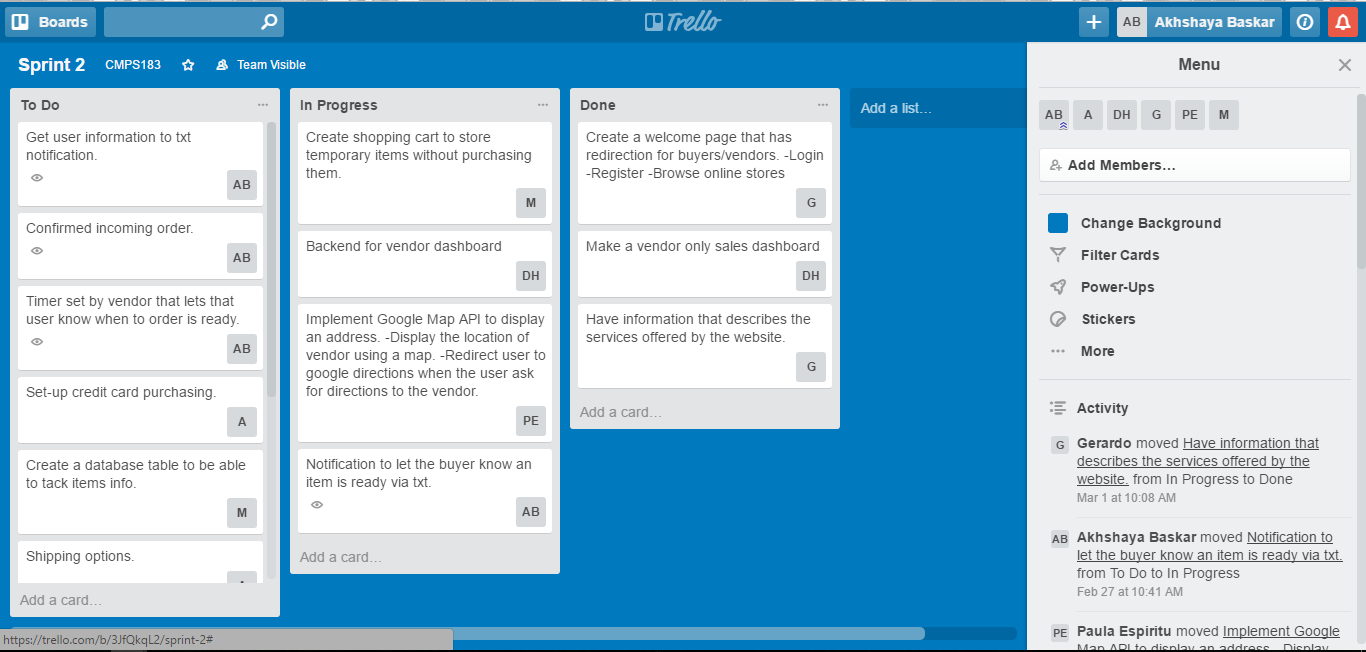 Boards
Trello
AB Akhshaya Baskar
Sprint 2 CMPS183 Team Visible
To Do
Get user information to txt
notification.
AB
Confirmed incoming order.
AB
Timer set by vendor that lets that
user know when to order is ready.
AB
Set-up credit card purchasing.
A
Create a database table to be able
to tack items info.
M
Shipping options.
Add a card…
In Progress
Create shopping cart to store
temporary items without purchasing
them.
M
Backend for vendor dashboard
DH
Implement Google Map API to display
an address. -Display the location of
vendor using a map. -Redirect user to
google directions when the user ask
for directions to the vendor.
PE
Notification to let the buyer know an
item is ready via txt.
AB
Add a card…
Done
Create a welcome page that has
redirection for buyers/vendors. -Login
-Register -Browse online stores
G
Make a vendor only sales dashboard
DH
Have information that describes the
services offered by the website.
G
Add a card…
Add a list…
Menu
AB A DH G PE M
Add Members…
Change Background
Filter Cards
Power-Ups
Stickers
More
Activity
G Gerardo moved Have information that
describes the services offered by the
website. from In Progress to Done
Mar 1 at 10:08 AM
AB Akhshaya Baskar moved Notification to
let the buyer know an item is ready via txt.
from To Do to In Progress
Feb 27 at 10:41 AM
PE Paula Espiritu moved Implement Google
Map API to display an address. -Display
https://trello.com/b/3JfQkqL2/sprint-2#